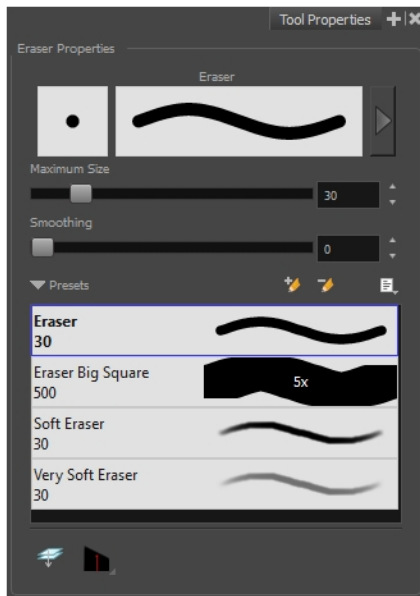 Tool Properties
Eraser Properties
Eraser
Maximum Size
30
Smoothing
0
Presets
Eraser
30
Eraser Big Square
500
5x
Soft Eraser
30
Very Soft Eraser
30